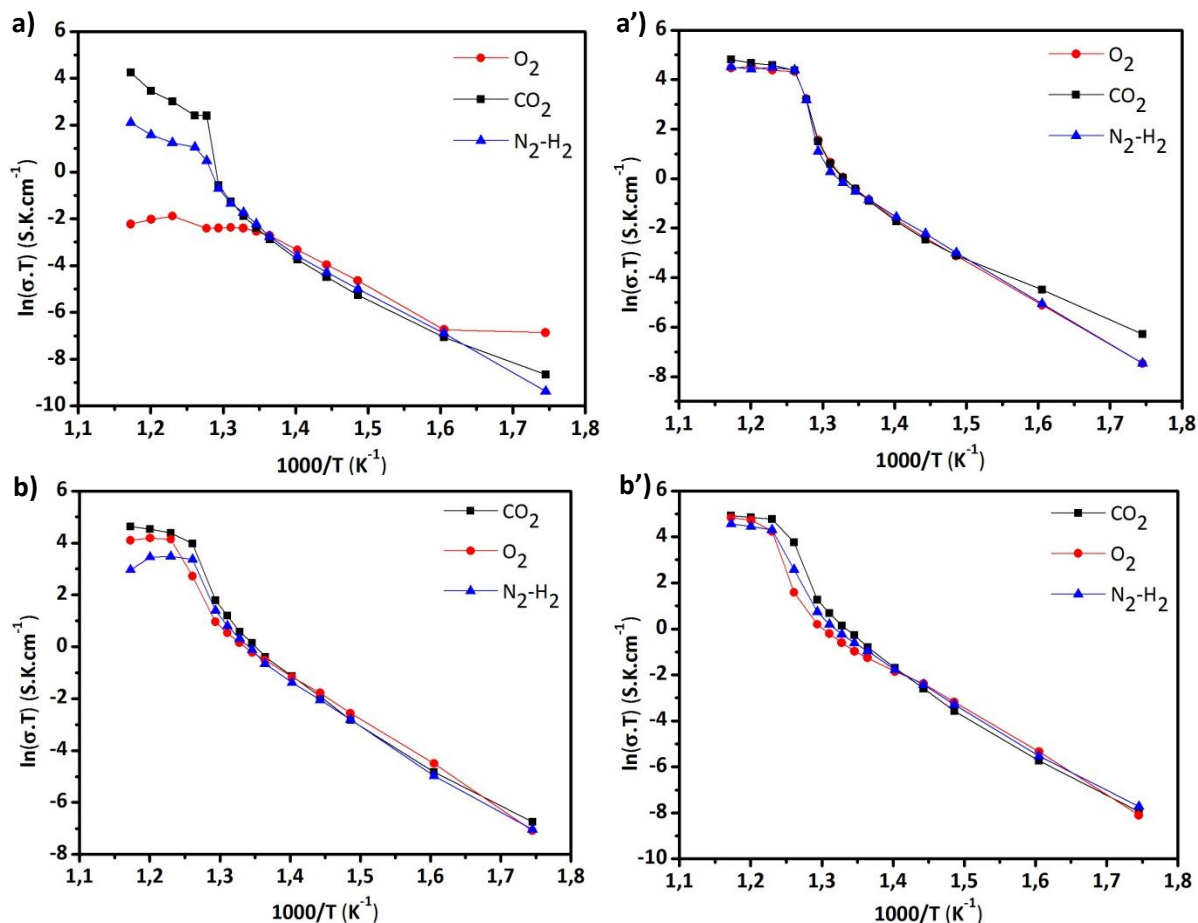 a)
6
4
2
0
-2
-4
-6
-8
-10
ln(σ.T) (S.K.cm⁻¹)
O₂
CO₂
N₂-H₂
1,1 1,2 1,3 1,4 1,5 1,6 1,7 1,8
1000/T (K⁻¹)
a’)
6
4
2
0
-2
-4
-6
-8
ln(σ.T) (S.K.cm⁻¹)
O₂
CO₂
N₂-H₂
1,1 1,2 1,3 1,4 1,5 1,6 1,7 1,8
1000/T (K⁻¹)
b)
6
4
2
0
-2
-4
-6
-8
ln(σ.T) (S.K.cm⁻¹)
CO₂
O₂
N₂-H₂
1,1 1,2 1,3 1,4 1,5 1,6 1,7 1,8
1000/T (K⁻¹)
b’)
6
4
2
0
-2
-4
-6
-8
-10
ln(σ.T) (S.K.cm⁻¹)
CO₂
O₂
N₂-H₂
1,1 1,2 1,3 1,4 1,5 1,6 1,7 1,8
1000/T (K⁻¹)